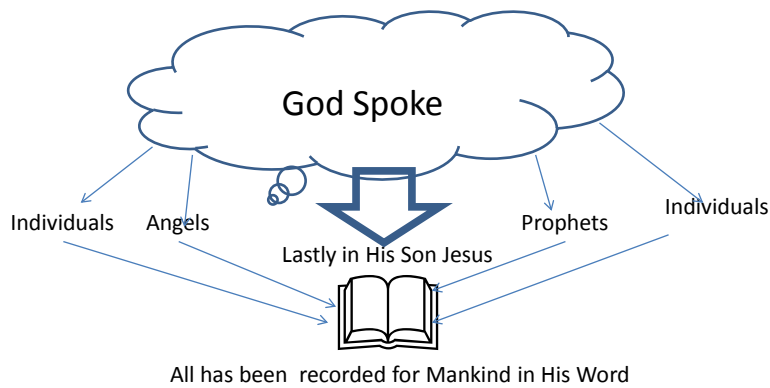 God Spoke
Individuals
Angels
Prophets
Individuals
Lastly in His Son Jesus
All has been recorded for Mankind in His Word